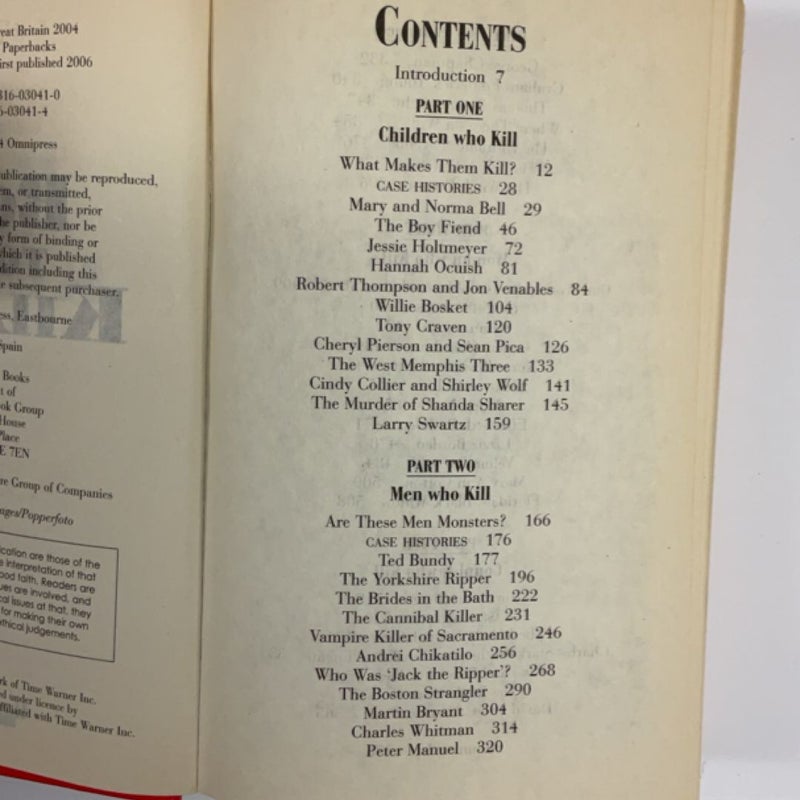 eat Britain 2004
Paperbacks
irst published 2006
316-03041-0
6-03041-4
4 Omnipress
ublication may be reproduced,
em, or transmitted,
ns, without the prior
he publisher, nor be
y form of binding or
which it is published
dition including this
e subsequent purchaser.
ess, Eastbourne
Spain
Books
t of
ok Group
House
Place
E 7EN
re Group of Companies
ages/Popperfoto
ication are those of the
e interpretation of that
ood faith. Readers are
ues are involved, and
cal issues at that, they
for making their own
thical judgements.
rk of Time Warner Inc.
d under licence by
ffiliated with Time Warner Inc.
CONTENTS
Introduction 7
PART ONE
Children who Kill
What Makes Them Kill? 12
CASE HISTORIES 28
Mary and Norma Bell 29
The Boy Fiend 46
Jessie Holtmeyer 72
Hannah Ocuish 81
Robert Thompson and Jon Venables 84
Willie Bosket 104
Tony Craven 120
Cheryl Pierson and Sean Pica 126
The West Memphis Three 133
Cindy Collier and Shirley Wolf 141
The Murder of Shanda Sharer 145
Larry Swartz 159
PART TWO
Men who Kill
Are These Men Monsters? 166
CASE HISTORIES 176
Ted Bundy 177
The Yorkshire Ripper 196
The Brides in the Bath 222
The Cannibal Killer 231
Vampire Killer of Sacramento 246
Andrei Chikatilo 256
Who Was 'Jack the Ripper'? 268
The Boston Strangler 290
Martin Bryant 304
Charles Whitman 314
Peter Manuel 320